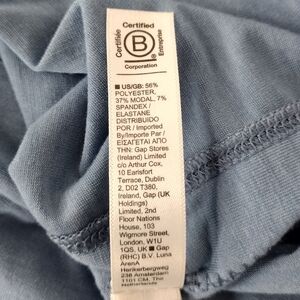 Certified
Certifiée
B
Entreprise
Corporation
■ US/GB: 56%
POLYESTER,
37% MODAL, 7%
SPANDEX /
ELASTANE
DISTRIBUIDO
POR / Imported
By/Importe Par /
ΕΙΣΑΓΕΤΑΙ ΑΠΟ
ΤΗΝ: Gap Stores
(Ireland) Limited
c/o Arthur Cox,
10 Earlsfort
Terrace, Dublin
2, D02 T380,
Ireland, Gap (UK
Holdings)
Limited, 2nd
Floor Nations
House, 103
Wigmore Street,
London, W1U
1QS, UK ■ Gap
(RHC) B.V. Luna
ArenA
Herikerbergweg
238 Amsterdam
1101 CM, The
Netherlands